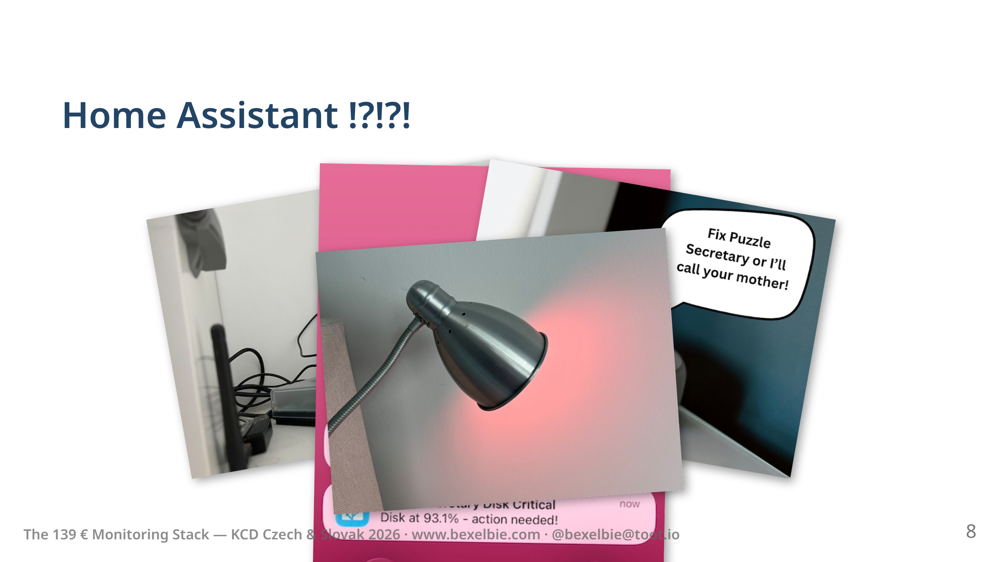 Home Assistant !?!?!
Fix Puzzle
Secretary or I’ll
call your mother!
Disk Critical
now
Disk at 93.1% - action needed!
The 139 € Monitoring Stack — KCD Czech & Slovak 2026 · www.bexelbie.com · @bexelbie@toot.io
8